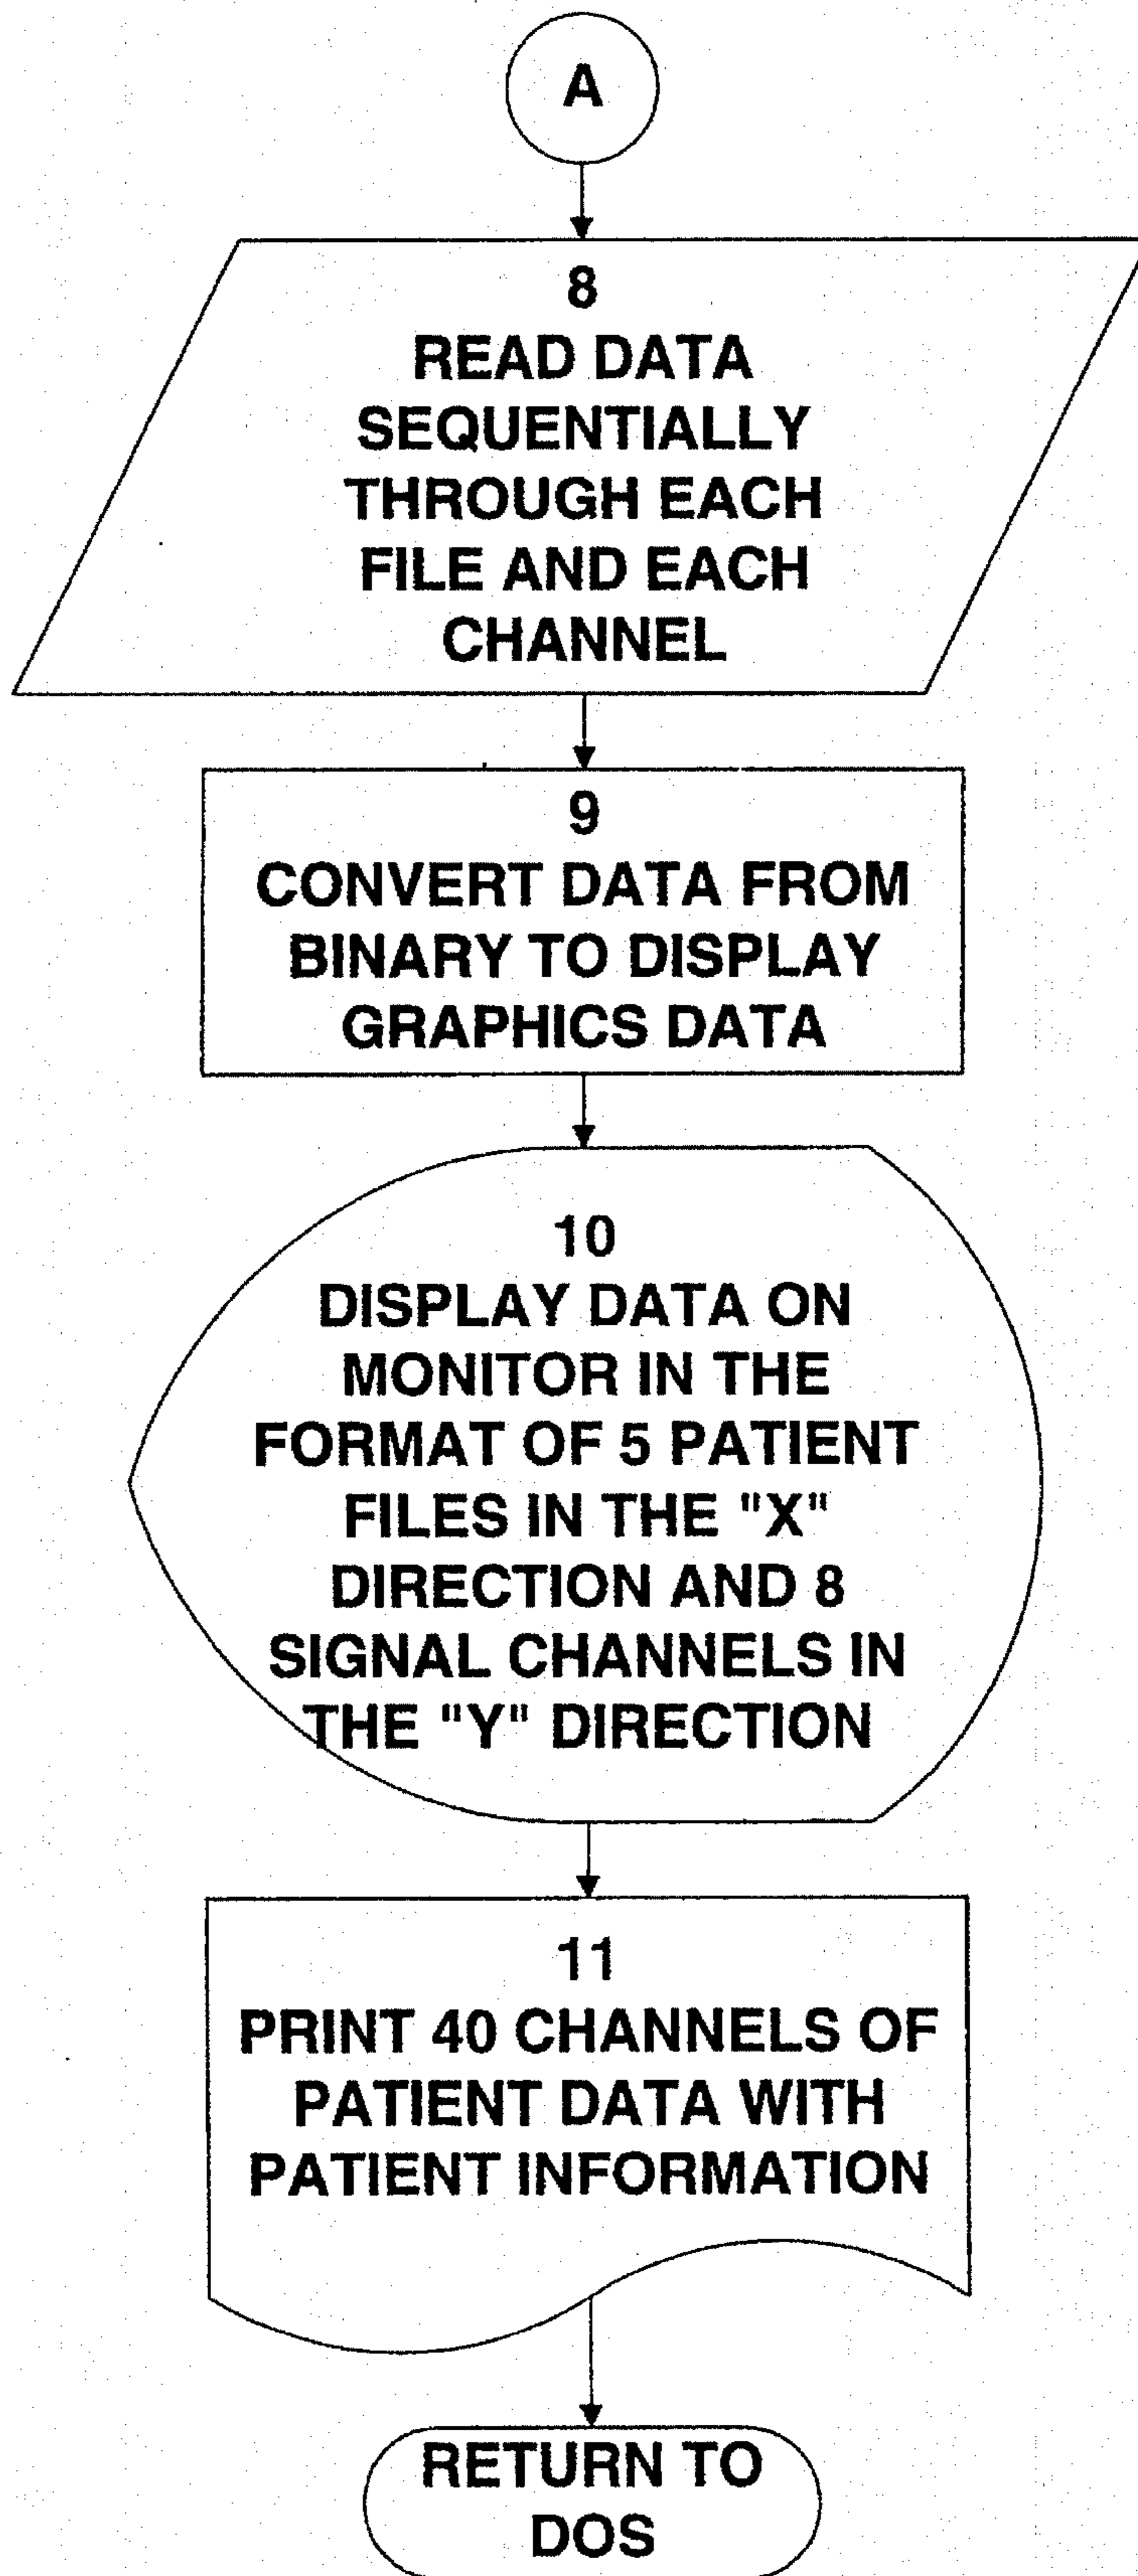 A
8
READ DATA
SEQUENTIALLY
THROUGH EACH
FILE AND EACH
CHANNEL
9
CONVERT DATA FROM
BINARY TO DISPLAY
GRAPHICS DATA
10
DISPLAY DATA ON
MONITOR IN THE
FORMAT OF 5 PATIENT
FILES IN THE "X"
DIRECTION AND 8
SIGNAL CHANNELS IN
THE "Y" DIRECTION
11
PRINT 40 CHANNELS OF
PATIENT DATA WITH
PATIENT INFORMATION
RETURN TO
DOS